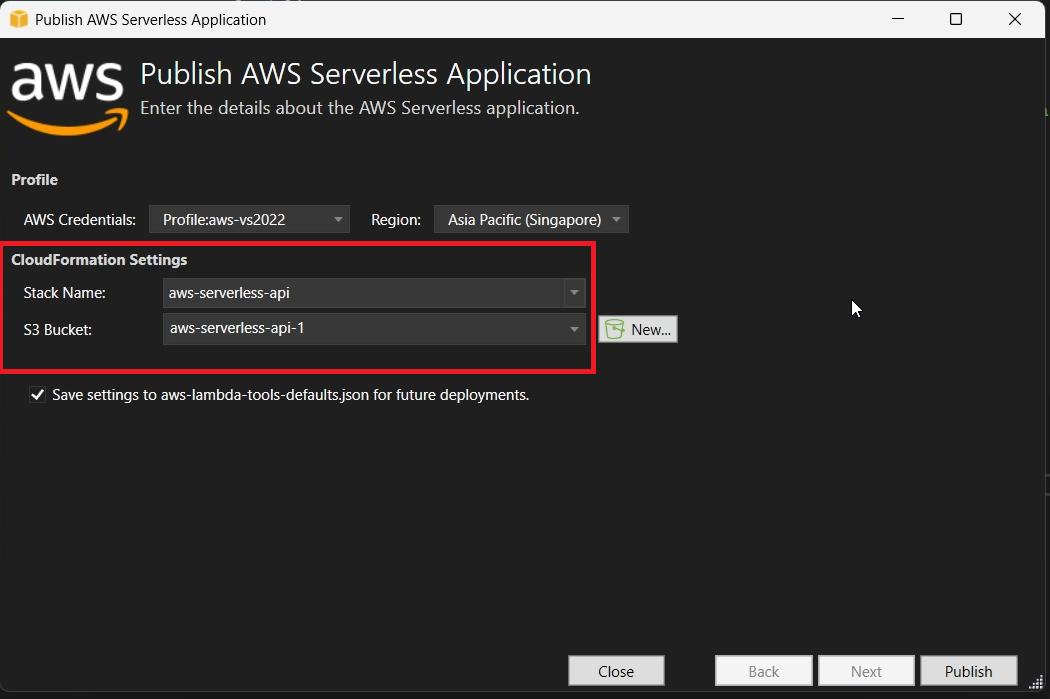 Publish AWS Serverless Application
aws
Publish AWS Serverless Application
Enter the details about the AWS Serverless application.
Profile
AWS Credentials: Profile:aws-vs2022 Region: Asia Pacific (Singapore)
CloudFormation Settings
Stack Name: aws-serverless-api
S3 Bucket: aws-serverless-api-1 New...
Save settings to aws-lambda-tools-defaults.json for future deployments.
Close Back Next Publish